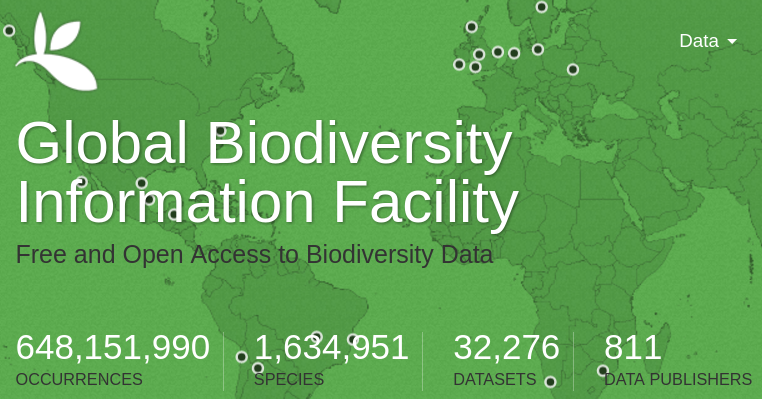 Data
Global Biodiversity
Information Facility
Free and Open Access to Biodiversity Data
648,151,990
OCCURRENCES
1,634,951
SPECIES
32,276
DATASETS
811
DATA PUBLISHERS